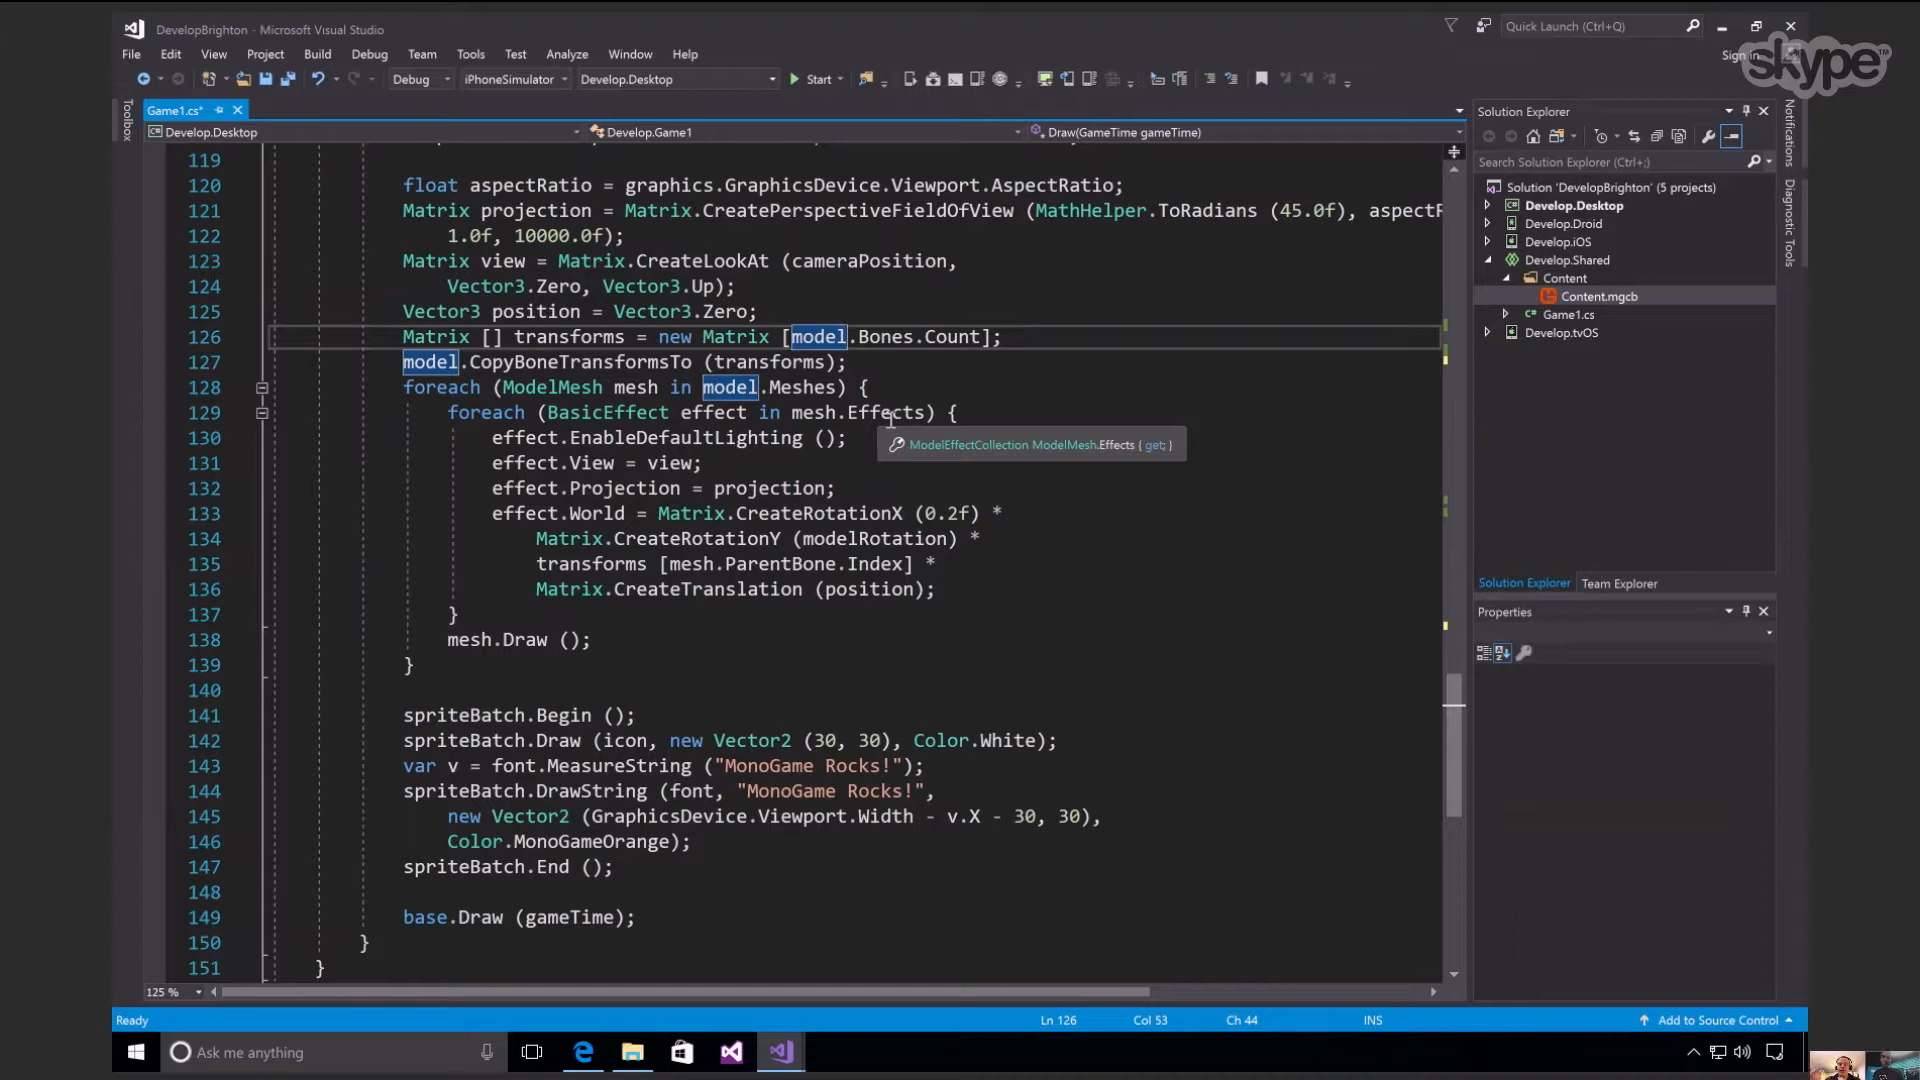 DevelopBrighton - Microsoft Visual Studio
Quick Launch (Ctrl+Q)
File Edit View Project Build Debug Team Tools Test Analyze Window Help
Sign in
skype
Debug iPhoneSimulator Develop.Desktop Start
Toolbox
Game1.cs*
Develop.Desktop Develop.Game1 Draw(GameTime gameTime)
119
120 float aspectRatio = graphics.GraphicsDevice.Viewport.AspectRatio;
121 Matrix projection = Matrix.CreatePerspectiveFieldOfView (MathHelper.ToRadians (45.0f), aspectR
122 1.0f, 10000.0f);
123 Matrix view = Matrix.CreateLookAt (cameraPosition,
124 Vector3.Zero, Vector3.Up);
125 Vector3 position = Vector3.Zero;
126 Matrix [] transforms = new Matrix [model.Bones.Count];
127 model.CopyBoneTransformsTo (transforms);
128 foreach (ModelMesh mesh in model.Meshes) {
129 foreach (BasicEffect effect in mesh.Effects) {
130 effect.EnableDefaultLighting ();
ModelEffectCollection ModelMesh.Effects { get; }
131 effect.View = view;
132 effect.Projection = projection;
133 effect.World = Matrix.CreateRotationX (0.2f) *
134 Matrix.CreateRotationY (modelRotation) *
135 transforms [mesh.ParentBone.Index] *
136 Matrix.CreateTranslation (position);
137 }
138 mesh.Draw ();
139 }
140
141 spriteBatch.Begin ();
142 spriteBatch.Draw (icon, new Vector2 (30, 30), Color.White);
143 var v = font.MeasureString ("MonoGame Rocks!");
144 spriteBatch.DrawString (font, "MonoGame Rocks!",
145 new Vector2 (GraphicsDevice.Viewport.Width - v.X - 30, 30),
146 Color.MonoGameOrange);
147 spriteBatch.End ();
148
149 base.Draw (gameTime);
150 }
151 }
125 %
Solution Explorer
Search Solution Explorer (Ctrl+;)
Solution 'DevelopBrighton' (5 projects)
Develop.Desktop
Develop.Droid
Develop.iOS
Develop.Shared
Content
Content.mgcb
Game1.cs
Develop.tvOS
Solution Explorer Team Explorer
Properties
Notifications
Diagnostic Tools
Ready Ln 126 Col 53 Ch 44 INS Add to Source Control
Ask me anything